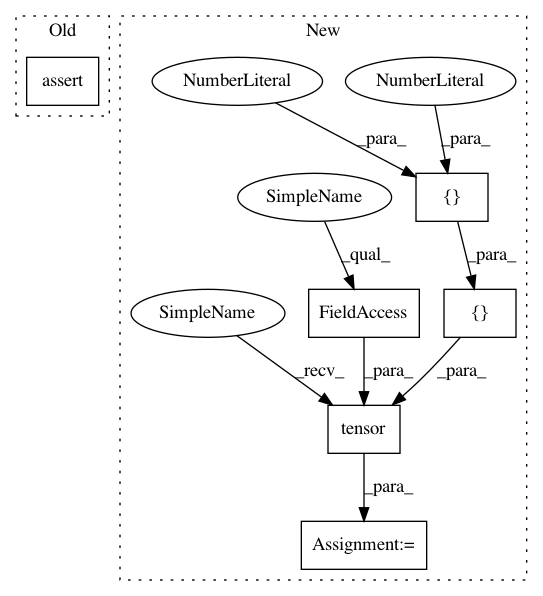 Old
New
assert
NumberLiteral
NumberLiteral
_para_
_para_
SimpleName
{}
_qual_
_para_
SimpleName
FieldAccess
{}
_recv_
_para_
_para_
tensor
_para_
Assignment:=